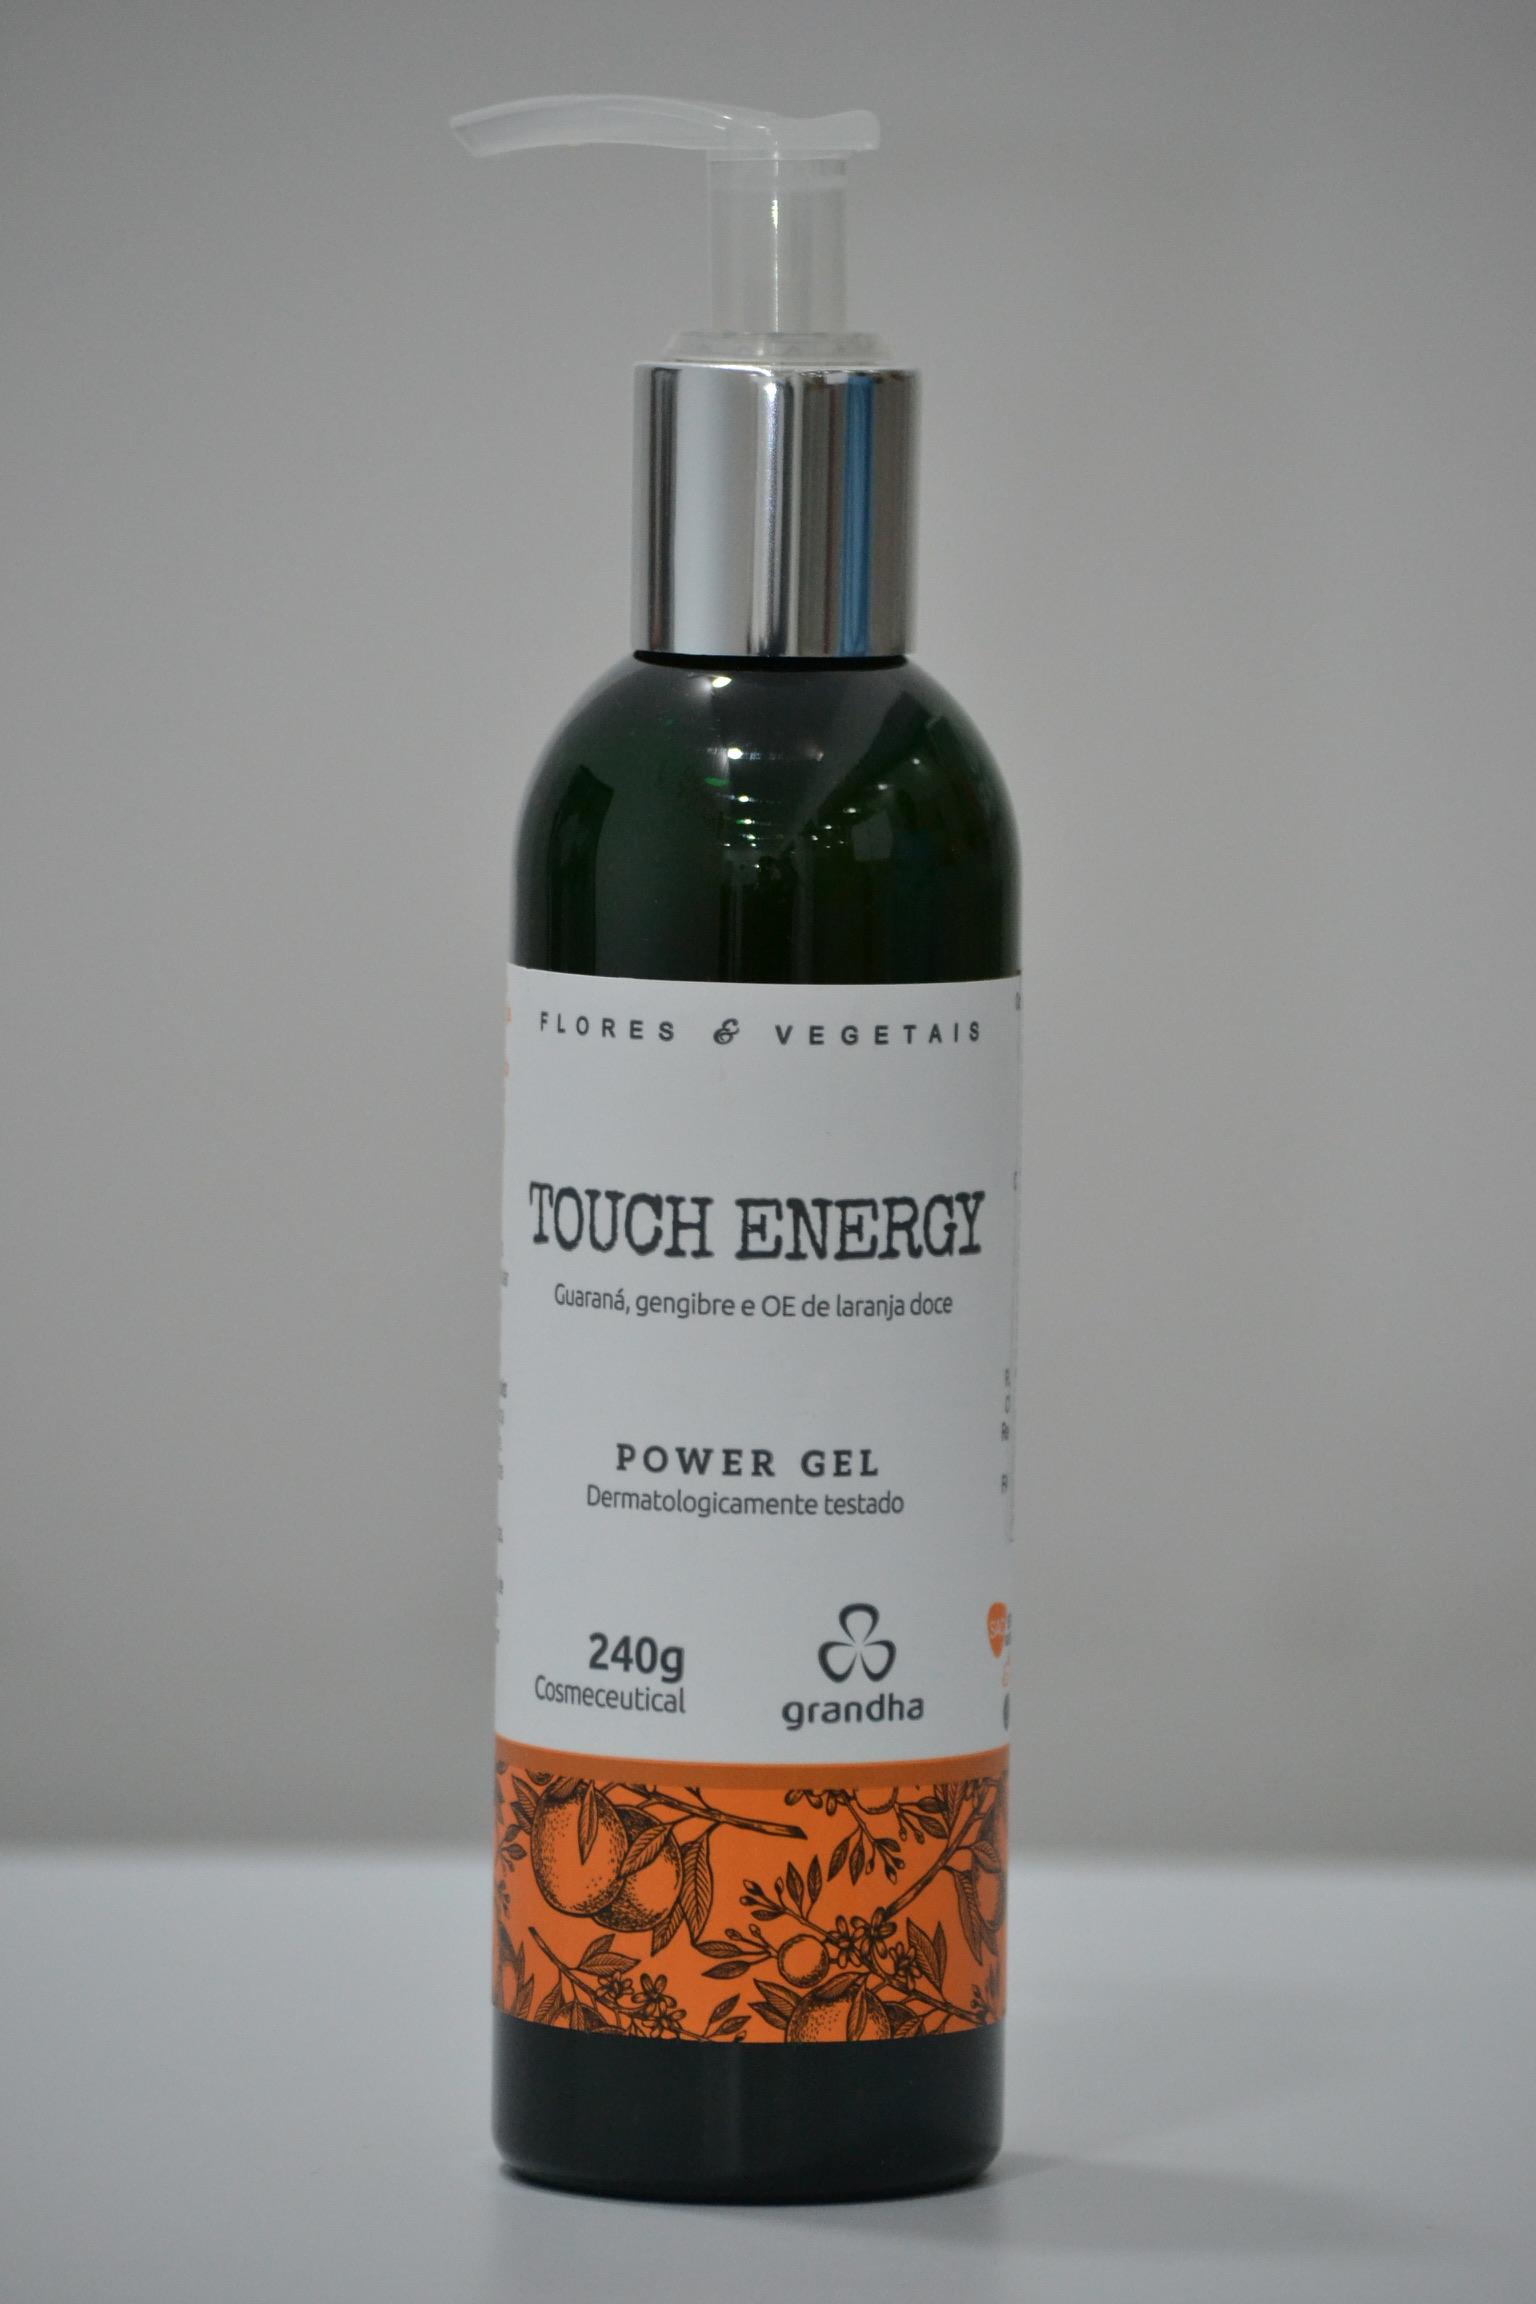 FLORES & VEGETAIS
TOUCH ENERGY
Guaraná, gengibre e OE de laranja doce
POWER GEL
Dermatologicamente testado
240g
Cosmeceutical
grandha